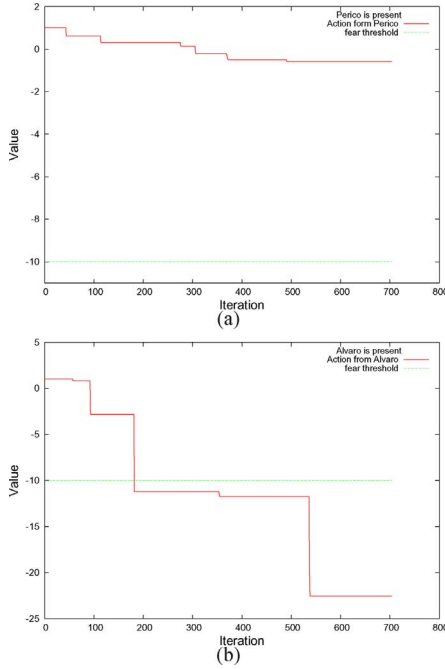 2
0
-2
-4
-6
-8
-10
Value
Perico is present
Action form Perico
fear threshold
0
100
200
300
400
500
600
700
800
Iteration
(a)
5
0
-5
-10
-15
-20
-25
Value
Alvaro is present
Action from Alvaro
fear threshold
0
100
200
300
400
500
600
700
800
Iteration
(b)